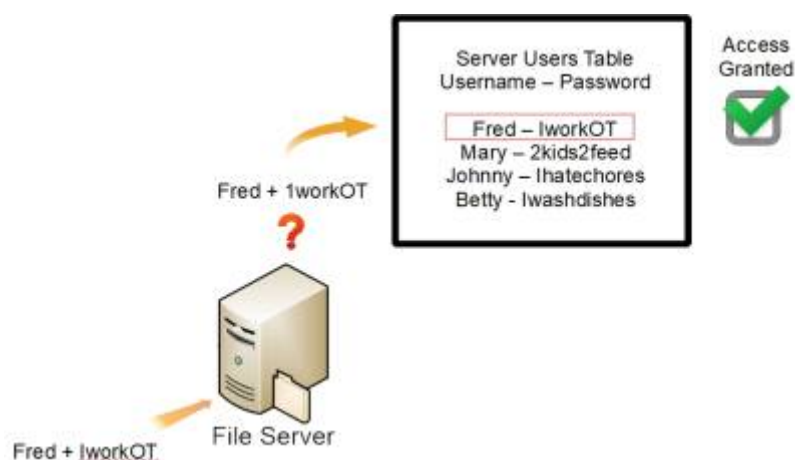 Server Users Table
Username – Password
Fred – IworkOT
Mary – 2kids2feed
Johnny – Ihatechores
Betty - Iwashdishes
Access
Granted
Fred + 1workOT
?
File Server
Fred + IworkOT